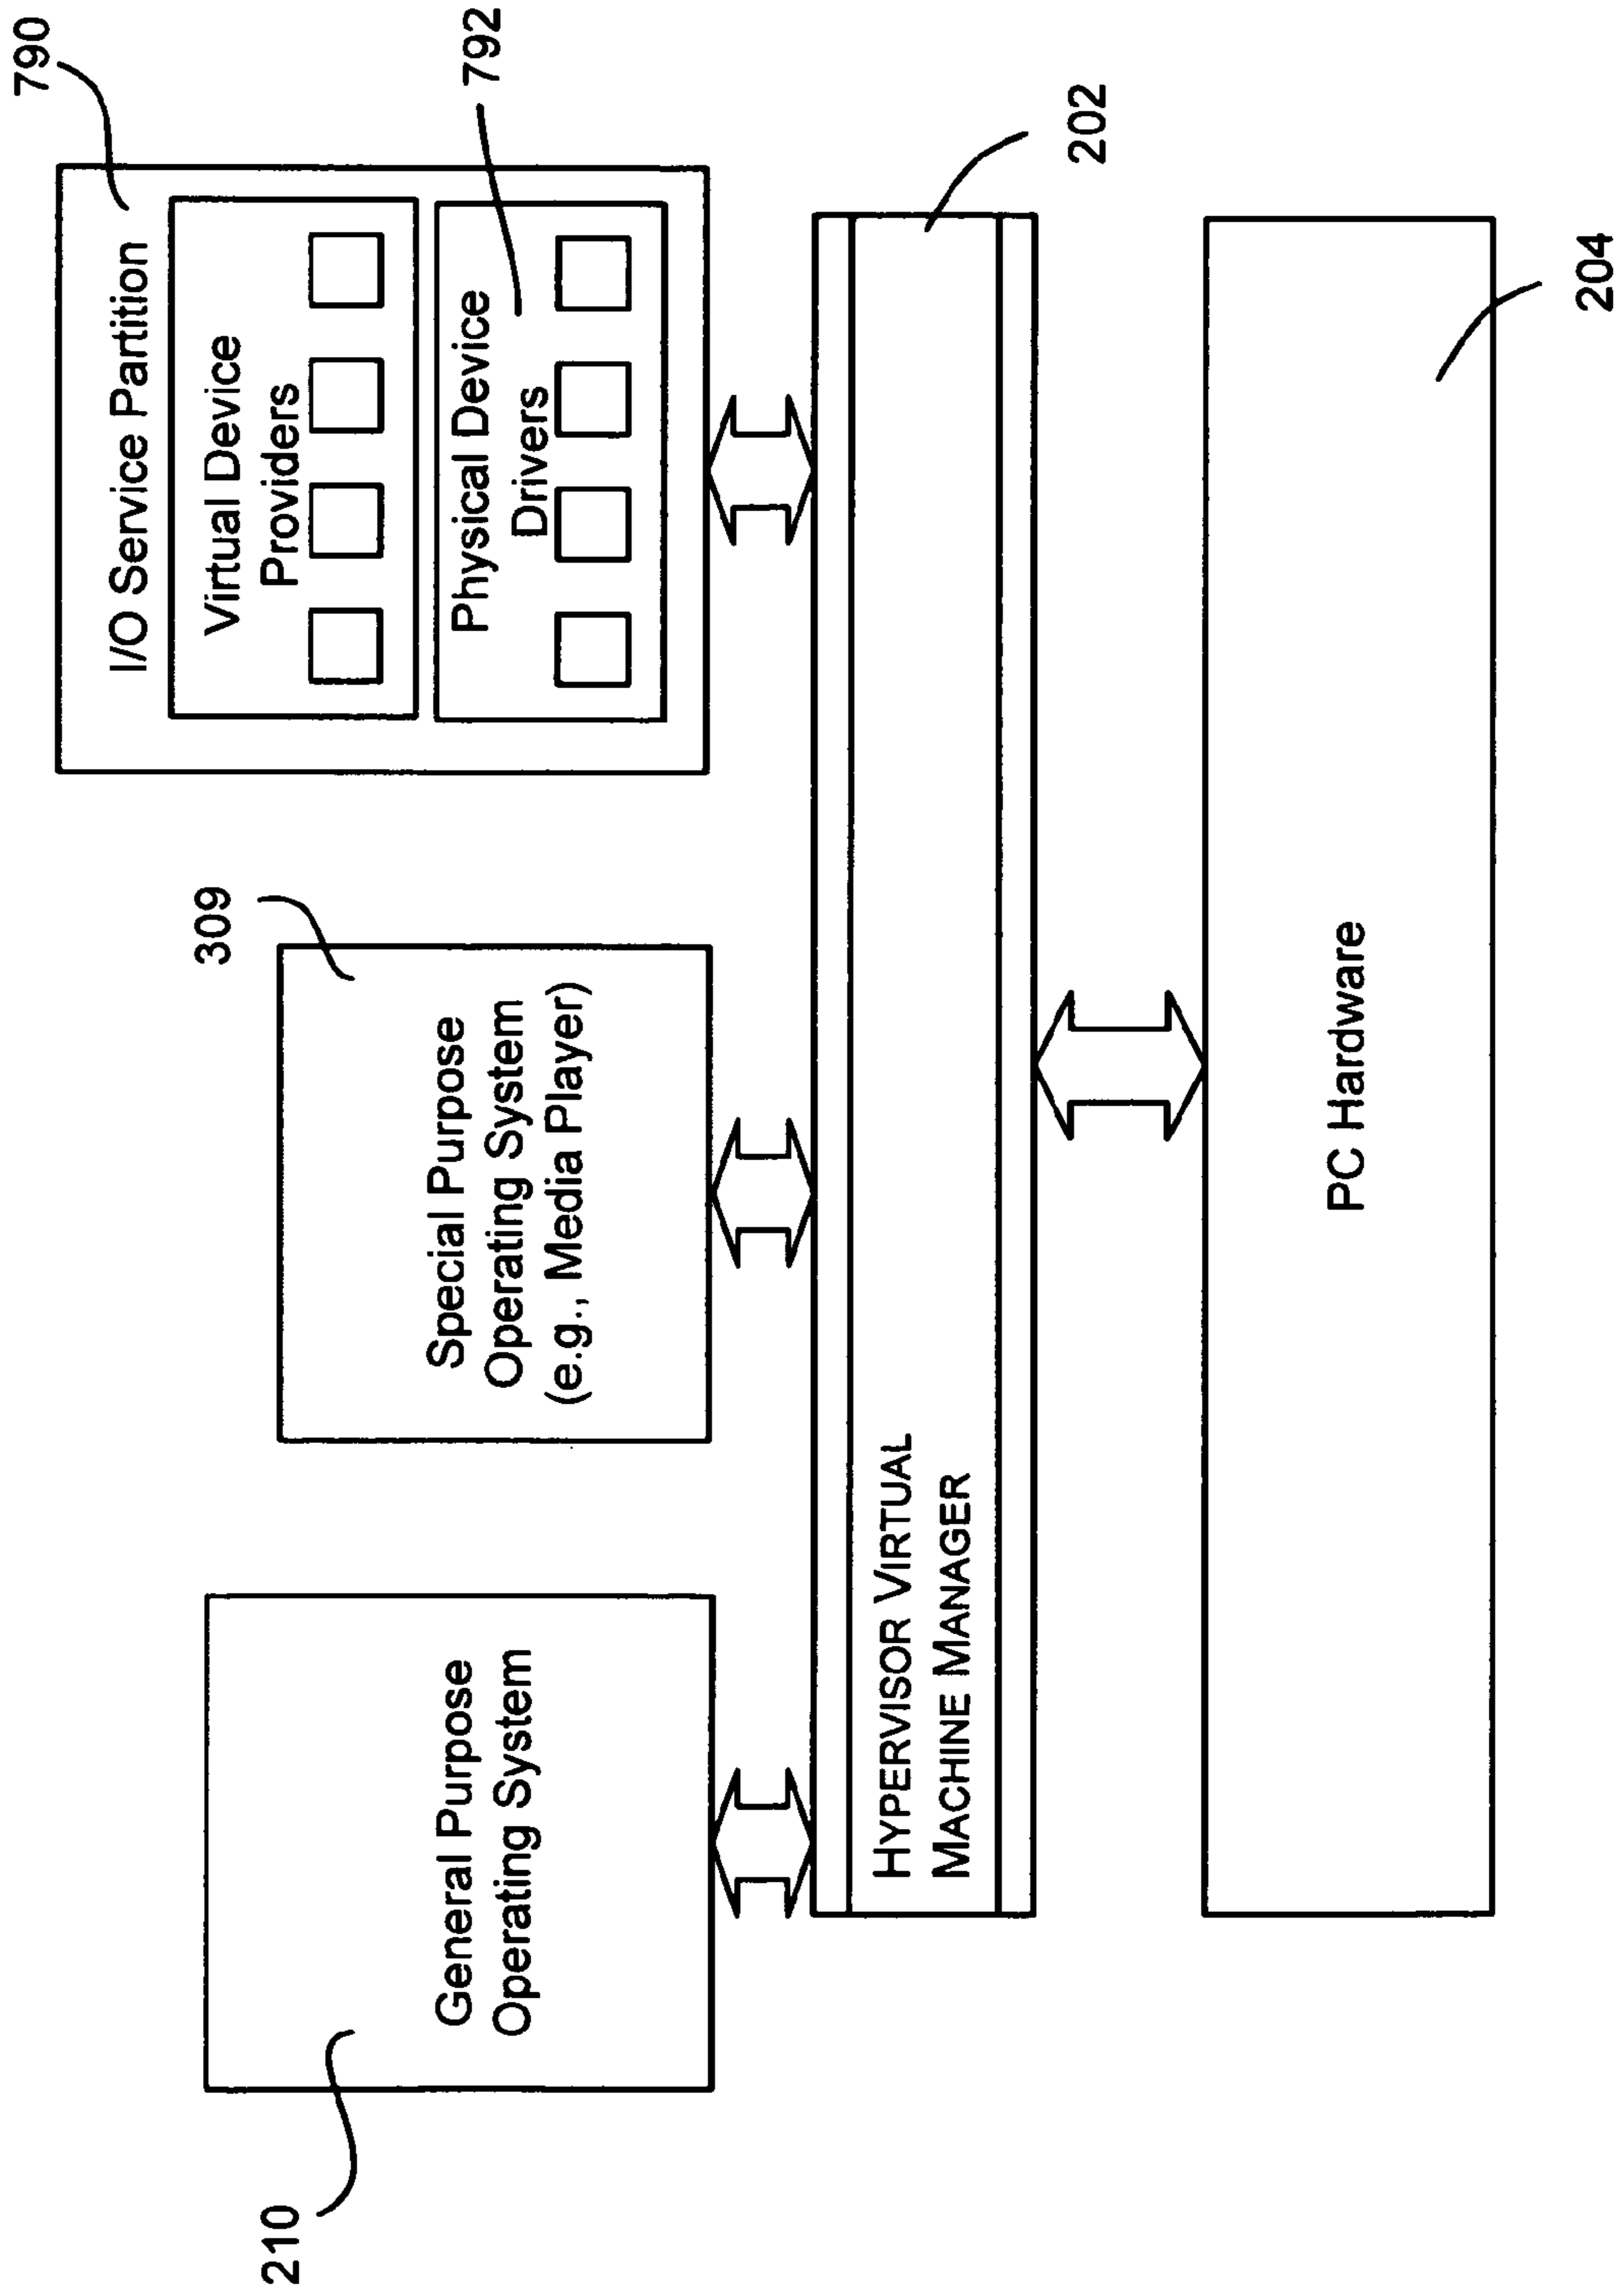 790
I/O Service Partition
Virtual Device
Providers
792
Physical Device
Drivers
309
Special Purpose
Operating System
(e.g., Media Player)
210
General Purpose
Operating System
202
HYPERVISOR VIRTUAL
MACHINE MANAGER
204
PC Hardware